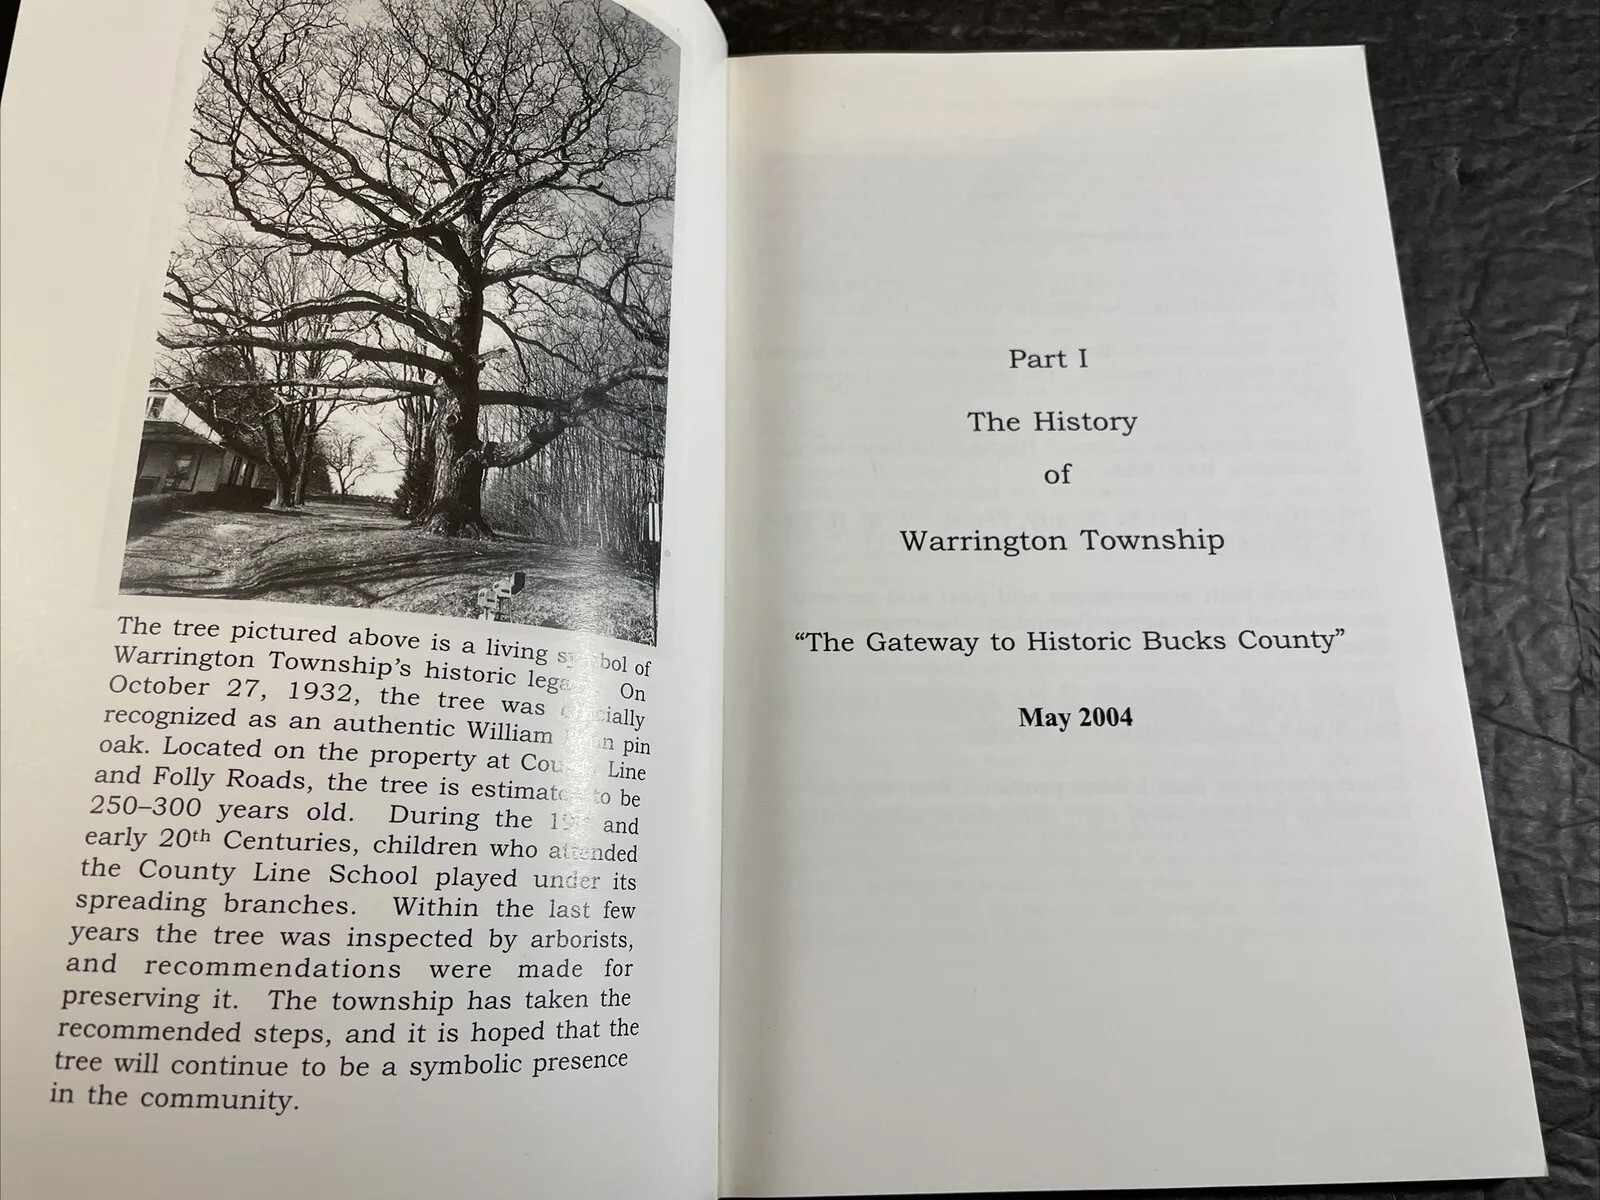 The tree pictured above is a living symbol of
Warrington Township's historic legacy. On
October 27, 1932, the tree was officially
recognized as an authentic William Penn pin
oak. Located on the property at County Line
and Folly Roads, the tree is estimated to be
250–300 years old. During the and
early 20th Centuries, children who attended
the County Line School played under its
spreading branches. Within the last few
years the tree was inspected by arborists,
and recommendations were made for
preserving it. The township has taken the
recommended steps, and it is hoped that the
tree will continue to be a symbolic presence
in the community.
Part I
The History
of
Warrington Township
“The Gateway to Historic Bucks County”
May 2004